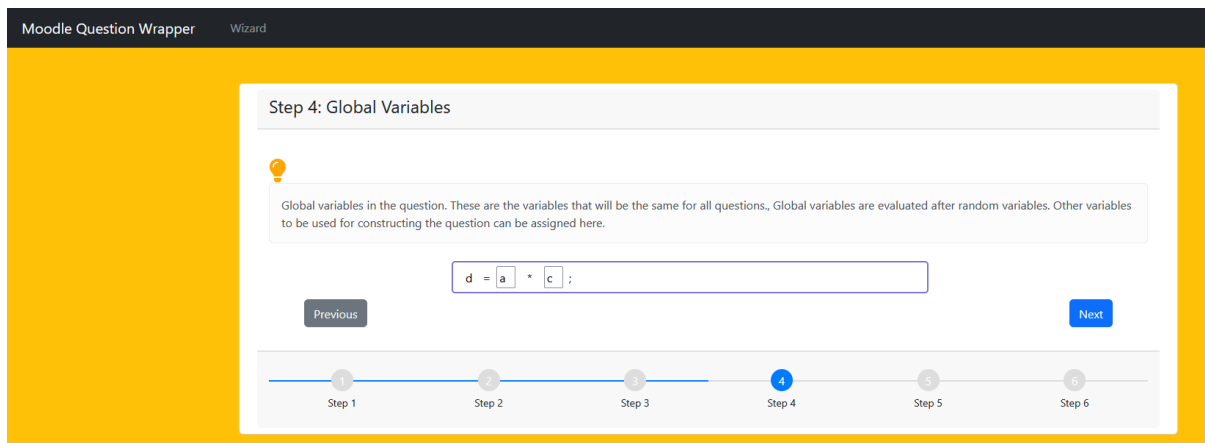 Moodle Question Wrapper Wizard
Step 4: Global Variables
Global variables in the question. These are the variables that will be the same for all questions., Global variables are evaluated after random variables. Other variables
to be used for constructing the question can be assigned here.
d = a * c ;
Previous Next
1 2 3 4 5 6
Step 1 Step 2 Step 3 Step 4 Step 5 Step 6